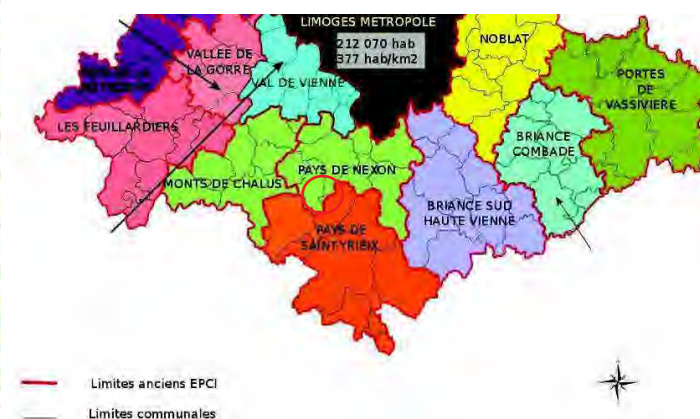 LIMOGES METROPOLE
212 070 hab
377 hab/km2
NOBLAT
VALLEE DE
LA GORRE
VAL DE VIENNE
PORTES
DE
VASSIVIERE
LES FEUILLARDIERS
BRIANCE
COMBADE
MONTS DE CHALUS
PAYS DE NEXON
BRIANCE SUD
HAUTE VIENNE
PAYS DE
SAINT YRIEIX
Limites anciens EPCI
Limites communales